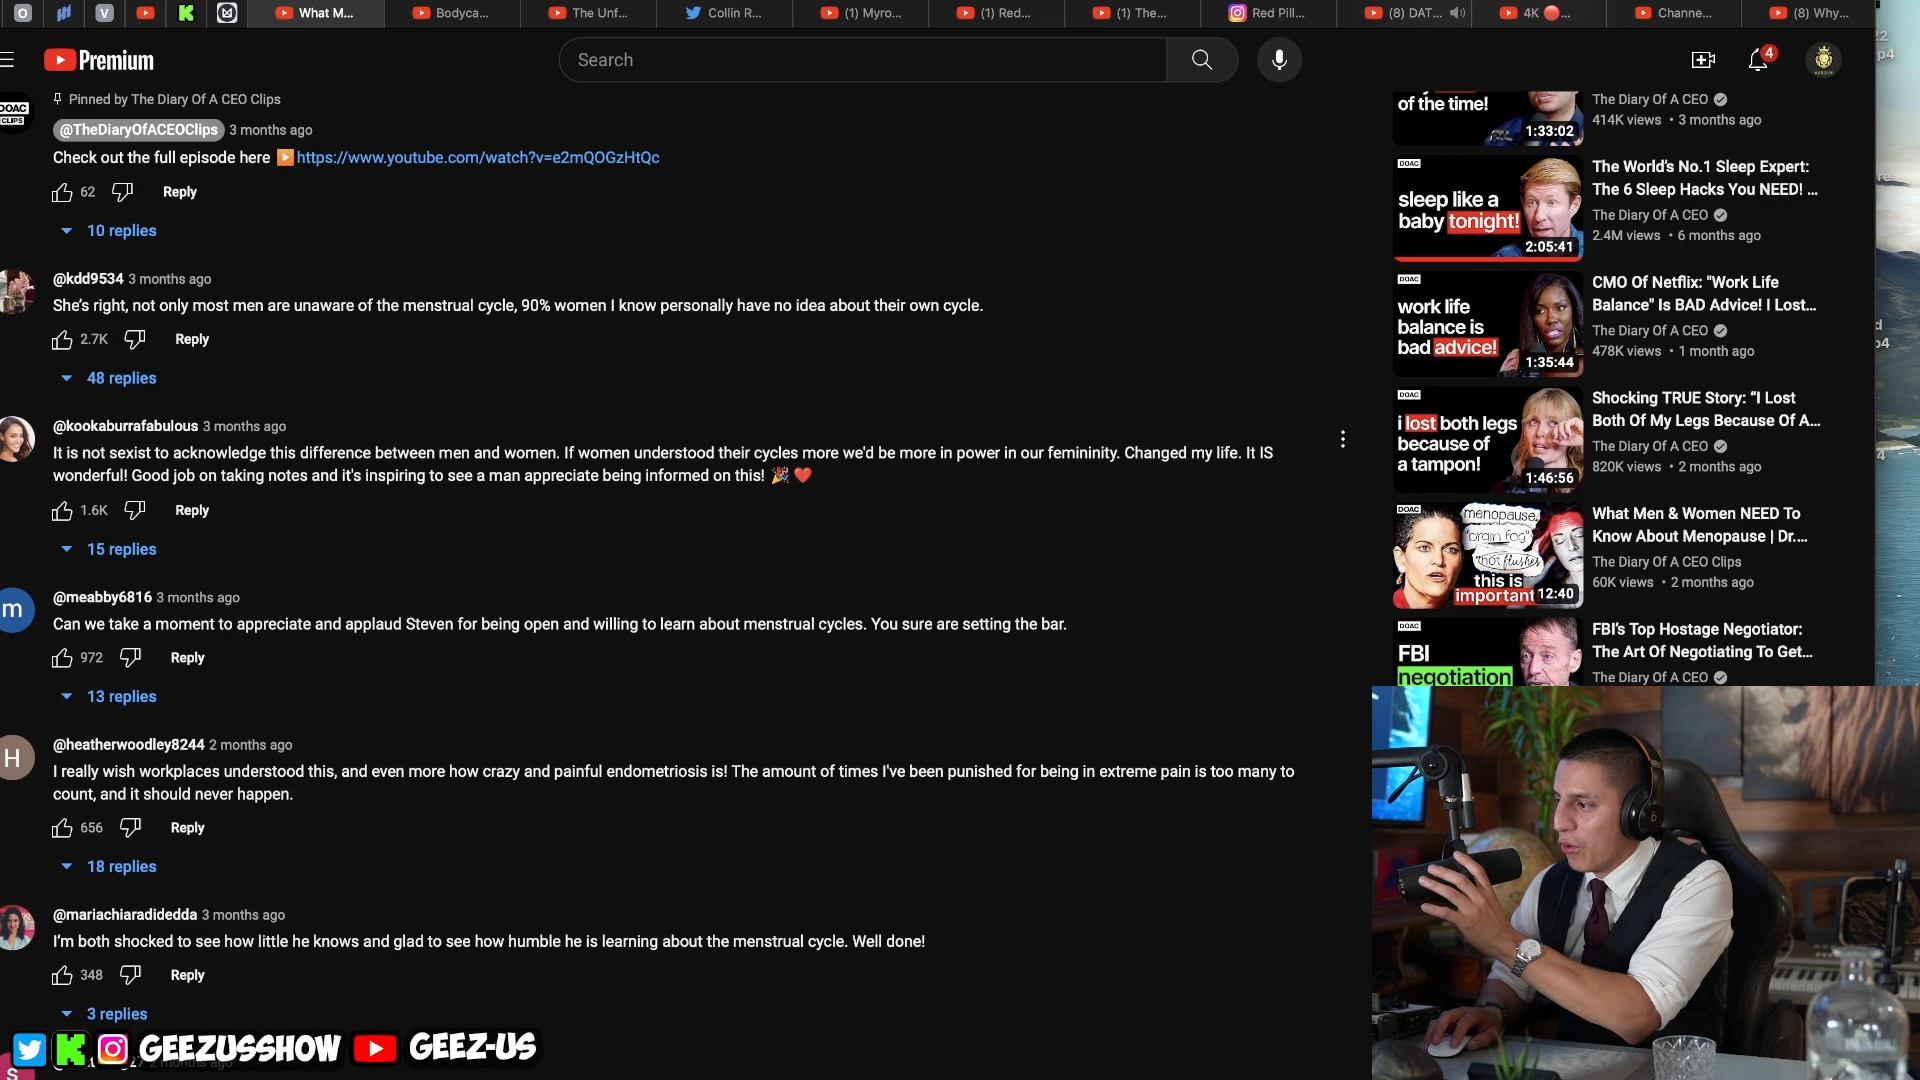 What M...
Bodyca...
The Unf...
Collin R...
(1) Myro...
(1) Red...
(1) The...
Red Pill...
(8) DAT...
4K 🔴...
Channe...
(8) Why...
Premium
Search
4
Pinned by The Diary Of A CEO Clips
DOAC
CLIPS
@TheDiaryOfACEOClips 3 months ago
Check out the full episode here ▶️https://www.youtube.com/watch?v=e2mQOGzHtQc
62 Reply
10 replies
@kdd9534 3 months ago
She's right, not only most men are unaware of the menstrual cycle, 90% women I know personally have no idea about their own cycle.
2.7K Reply
48 replies
@kookaburrafabulous 3 months ago
It is not sexist to acknowledge this difference between men and women. If women understood their cycles more we'd be more in power in our femininity. Changed my life. It IS
wonderful! Good job on taking notes and it's inspiring to see a man appreciate being informed on this! 🎉 ❤️
1.6K Reply
15 replies
m
@meabby6816 3 months ago
Can we take a moment to appreciate and applaud Steven for being open and willing to learn about menstrual cycles. You sure are setting the bar.
972 Reply
13 replies
H
@heatherwoodley8244 2 months ago
I really wish workplaces understood this, and even more how crazy and painful endometriosis is! The amount of times I've been punished for being in extreme pain is too many to
count, and it should never happen.
656 Reply
18 replies
@mariachiaradidedda 3 months ago
I'm both shocked to see how little he knows and glad to see how humble he is learning about the menstrual cycle. Well done!
348 Reply
3 replies
GEEZUSSHOW GEEZ-US
of the time!
1:33:02
The Diary Of A CEO
414K views • 3 months ago
DOAC
sleep like a
baby tonight!
2:05:41
The World's No.1 Sleep Expert:
The 6 Sleep Hacks You NEED! ...
The Diary Of A CEO
2.4M views • 6 months ago
DOAC
work life
balance is
bad advice!
1:35:44
CMO Of Netflix: "Work Life
Balance" Is BAD Advice! I Lost...
The Diary Of A CEO
478K views • 1 month ago
DOAC
i lost both legs
because of
a tampon!
1:46:56
Shocking TRUE Story: “I Lost
Both Of My Legs Because Of A...
The Diary Of A CEO
820K views • 2 months ago
DOAC
menopause.
"brain fog"
"hot flushes"
this is
important
12:40
What Men & Women NEED To
Know About Menopause | Dr....
The Diary Of A CEO Clips
60K views • 2 months ago
DOAC
FBI
negotiation
FBI's Top Hostage Negotiator:
The Art Of Negotiating To Get...
The Diary Of A CEO